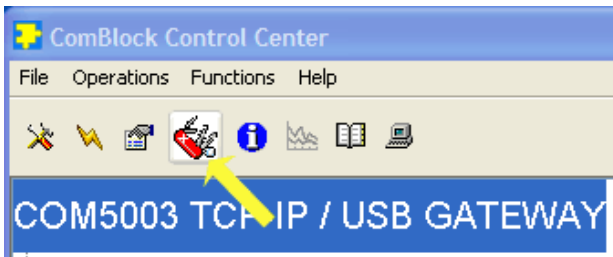 ComBlock Control Center
File Operations Functions Help
COM5003 TCP-IP / USB GATEWAY